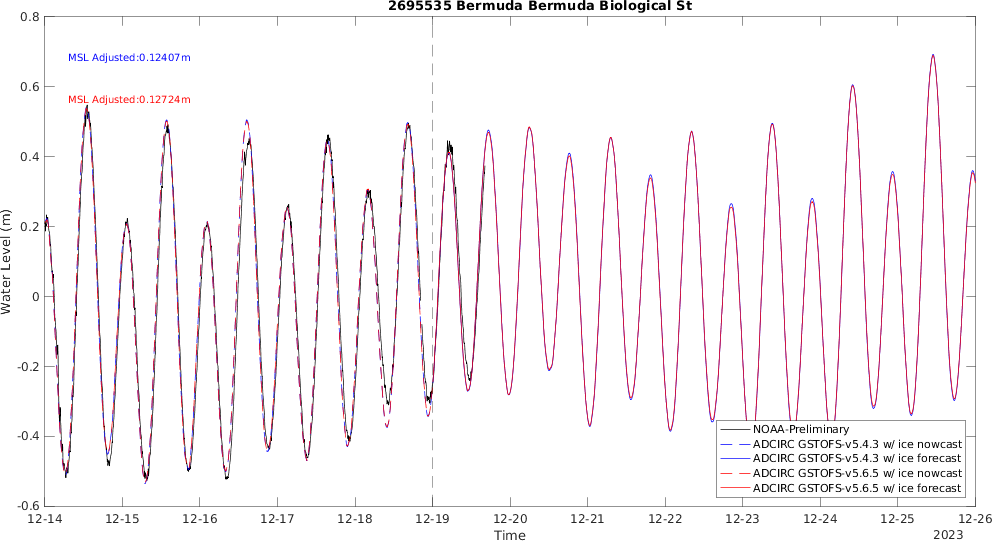 2695535 Bermuda Bermuda Biological St
0.8
MSL Adjusted:0.12407m
0.6
MSL Adjusted:0.12724m
0.4
0.2
0
-0.2
-0.4
-0.6
Water Level (m)
NOAA-Preliminary
ADCIRC GSTOFS-v5.4.3 w/ ice nowcast
ADCIRC GSTOFS-v5.4.3 w/ ice forecast
ADCIRC GSTOFS-v5.6.5 w/ ice nowcast
ADCIRC GSTOFS-v5.6.5 w/ ice forecast
12-14 12-15 12-16 12-17 12-18 12-19 12-20 12-21 12-22 12-23 12-24 12-25 12-26
Time
2023